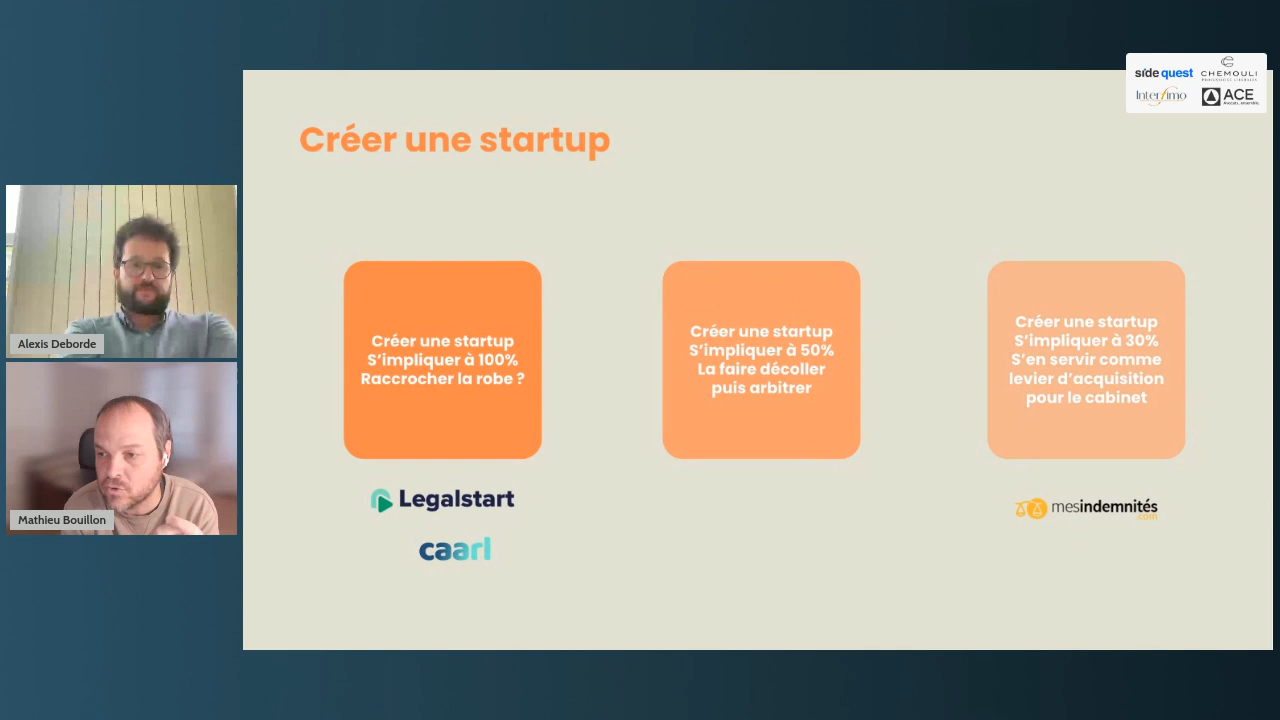 side quest
CHEMOULI
Interfimo
ACE
Créer une startup
Alexis Deborde
Mathieu Bouillon
Créer une startup
S'impliquer à 100%
Raccrocher la robe ?
Créer une startup
S'impliquer à 50%
La faire décoller
puis arbitrer
Créer une startup
S'impliquer à 30%
S'en servir comme
levier d'acquisition
pour le cabinet
Legalstart
caarl
mesindemnités
.com